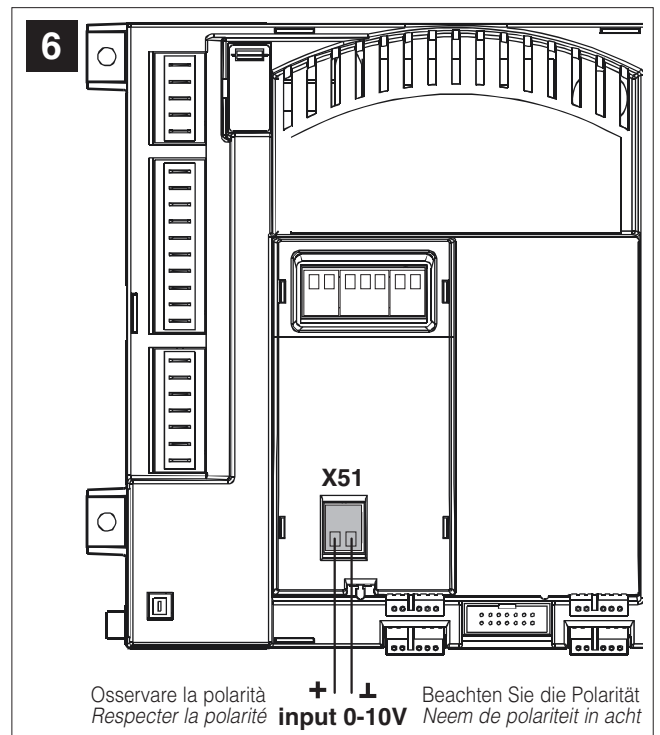 6
X51
Osservare la polarità + ⊥ Beachten Sie die Polarität
Respecter la polarité input 0-10V Neem de polariteit in acht